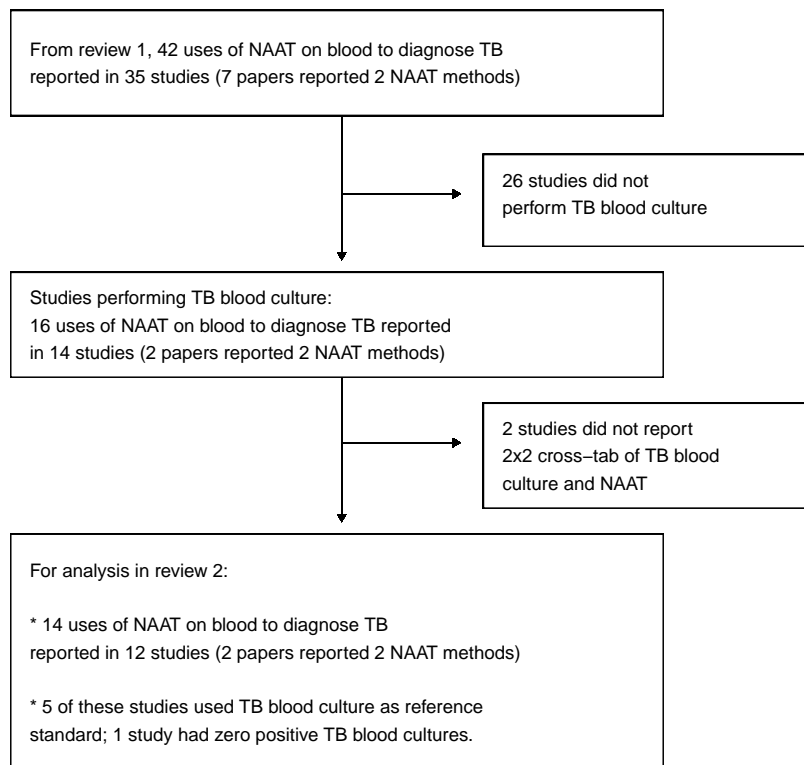 From review 1, 42 uses of NAAT on blood to diagnose TB
reported in 35 studies (7 papers reported 2 NAAT methods)
26 studies did not
perform TB blood culture
Studies performing TB blood culture:
16 uses of NAAT on blood to diagnose TB reported
in 14 studies (2 papers reported 2 NAAT methods)
2 studies did not report
2x2 cross−tab of TB blood
culture and NAAT
For analysis in review 2:
* 14 uses of NAAT on blood to diagnose TB
reported in 12 studies (2 papers reported 2 NAAT methods)
* 5 of these studies used TB blood culture as reference
standard; 1 study had zero positive TB blood cultures.